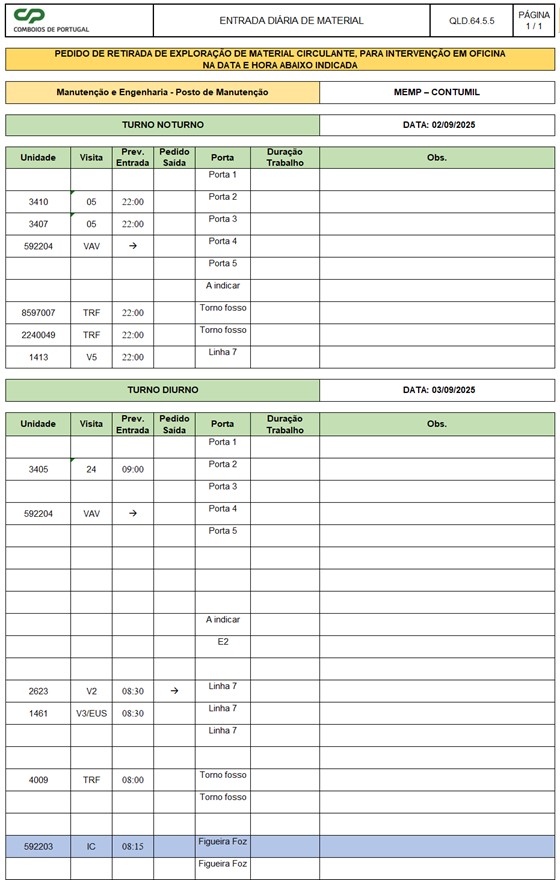 CP
COMBOIOS DE PORTUGAL
ENTRADA DIÁRIA DE MATERIAL
QLD.64.5.5
PÁGINA
1 / 1
PEDIDO DE RETIRADA DE EXPLORAÇÃO DE MATERIAL CIRCULANTE, PARA INTERVENÇÃO EM OFICINA
NA DATA E HORA ABAIXO INDICADA
Manutenção e Engenharia - Posto de Manutenção MEMP – CONTUMIL
TURNO NOTURNO DATA: 02/09/2025
Unidade Visita Prev. Entrada Pedido Saída Porta Duração Trabalho Obs.
Porta 1
3410 05 22:00 Porta 2
3407 05 22:00 Porta 3
592204 VAV → Porta 4
Porta 5
A indicar
8597007 TRF 22:00 Torno fosso
2240049 TRF 22:00 Torno fosso
1413 V5 22:00 Linha 7
TURNO DIURNO DATA: 03/09/2025
Unidade Visita Prev. Entrada Pedido Saída Porta Duração Trabalho Obs.
Porta 1
3405 24 09:00 Porta 2
Porta 3
592204 VAV → Porta 4
Porta 5
A indicar
E2
2623 V2 08:30 → Linha 7
1461 V3/EUS 08:30 Linha 7
Linha 7
4009 TRF 08:00 Torno fosso
Torno fosso
592203 IC 08:15 Figueira Foz
Figueira Foz